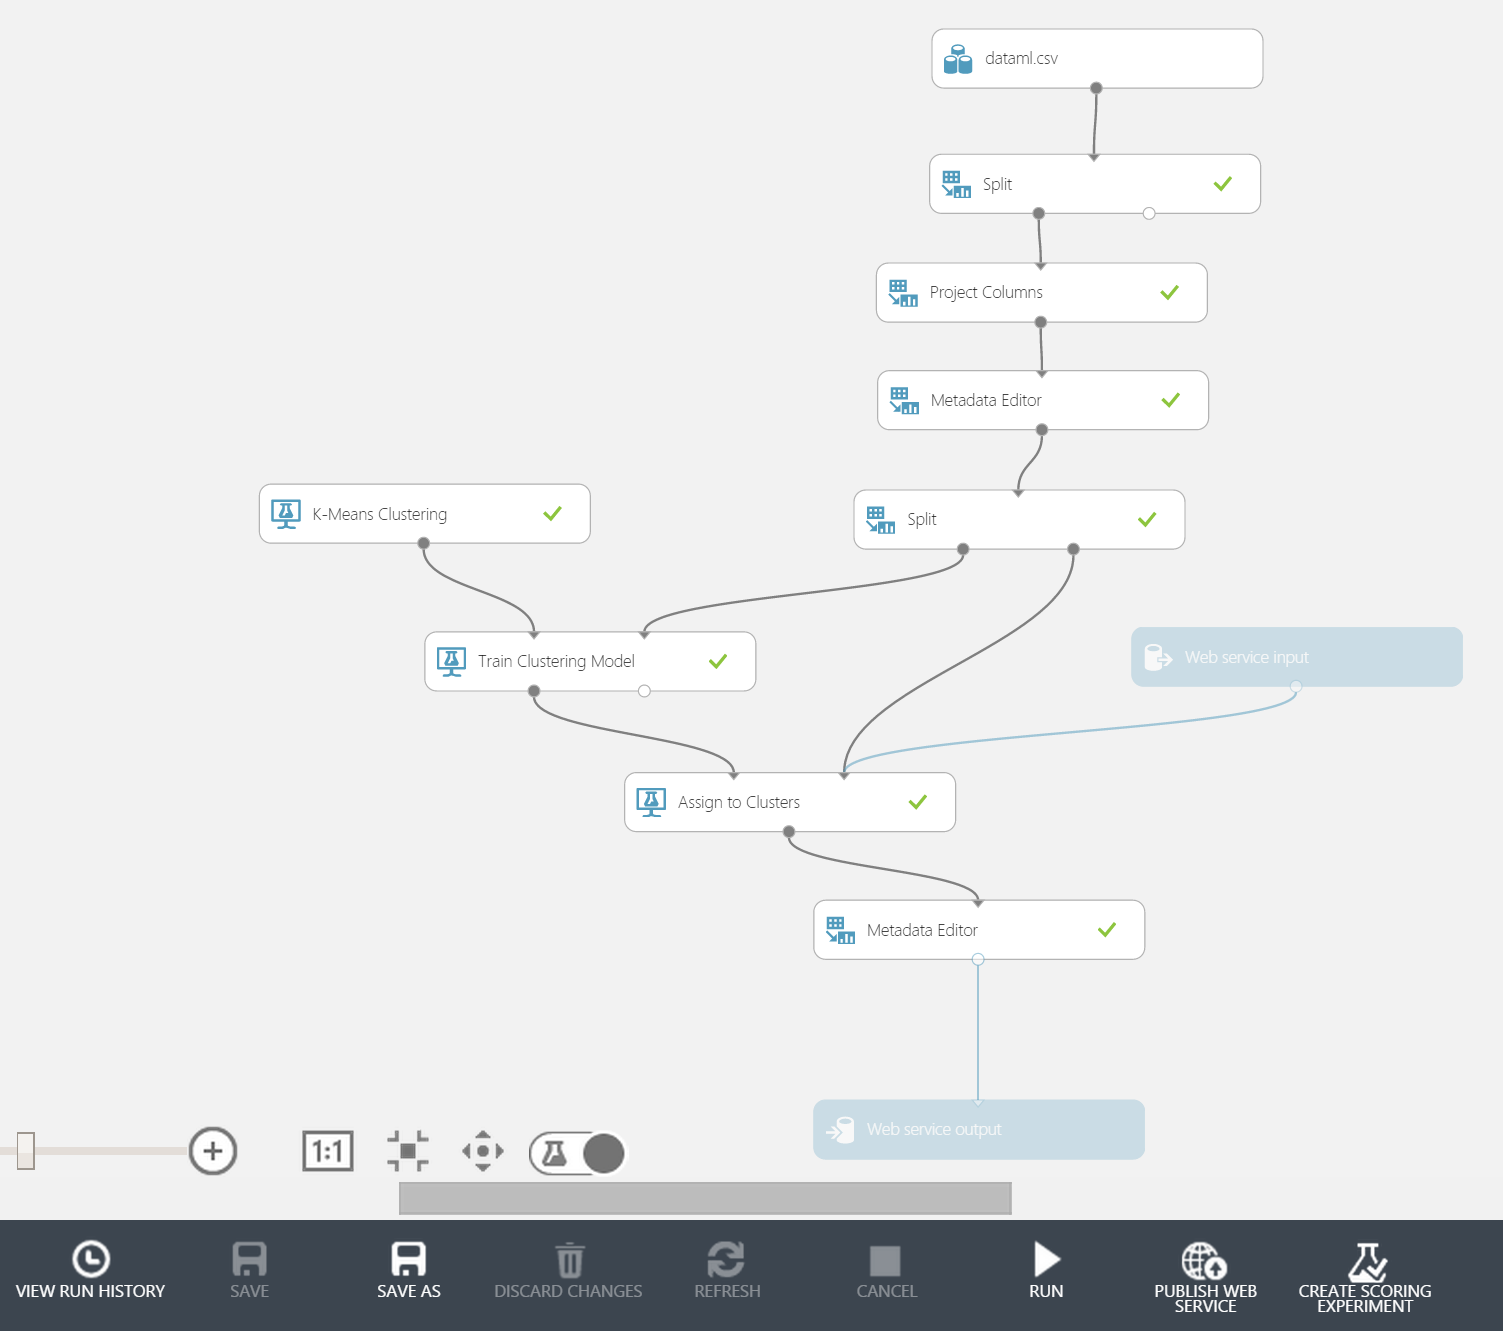 dataml.csv
Split
Project Columns
Metadata Editor
K-Means Clustering
Split
Train Clustering Model
Web service input
Assign to Clusters
Metadata Editor
Web service output
1:1
VIEW RUN HISTORY
SAVE
SAVE AS
DISCARD CHANGES
REFRESH
CANCEL
RUN
PUBLISH WEB
SERVICE
CREATE SCORING
EXPERIMENT